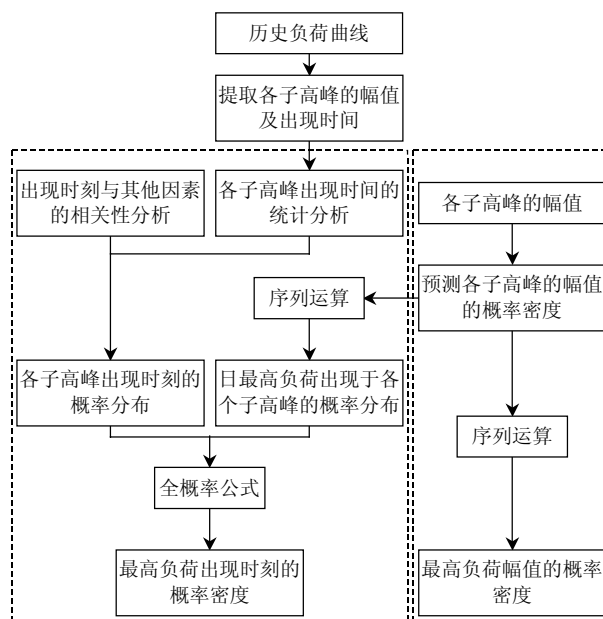 历史负荷曲线
提取各子高峰的幅值
及出现时间
出现时刻与其他因素
的相关性分析
各子高峰出现时间的
统计分析
各子高峰的幅值
序列运算
预测各子高峰的幅值
的概率密度
各子高峰出现时刻的
概率分布
日最高负荷出现于各
个子高峰的概率分布
序列运算
全概率公式
最高负荷出现时刻的
概率密度
最高负荷幅值的概率
密度